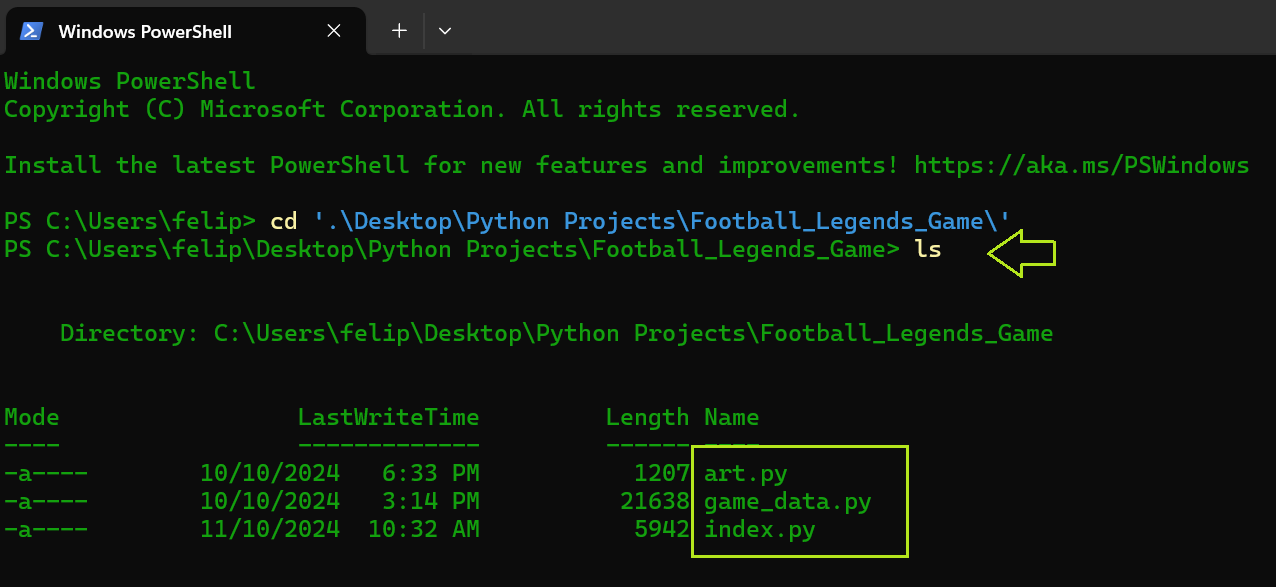 Windows PowerShell
Windows PowerShell
Copyright (C) Microsoft Corporation. All rights reserved.
Install the latest PowerShell for new features and improvements! https://aka.ms/PSWindows
PS C:\Users\felip> cd '.\Desktop\Python Projects\Football_Legends_Game\'
PS C:\Users\felip\Desktop\Python Projects\Football_Legends_Game> ls
Directory: C:\Users\felip\Desktop\Python Projects\Football_Legends_Game
Mode LastWriteTime Length Name
---- ------------- ------ ----
-a---- 10/10/2024 6:33 PM 1207 art.py
-a---- 10/10/2024 3:14 PM 21638 game_data.py
-a---- 11/10/2024 10:32 AM 5942 index.py